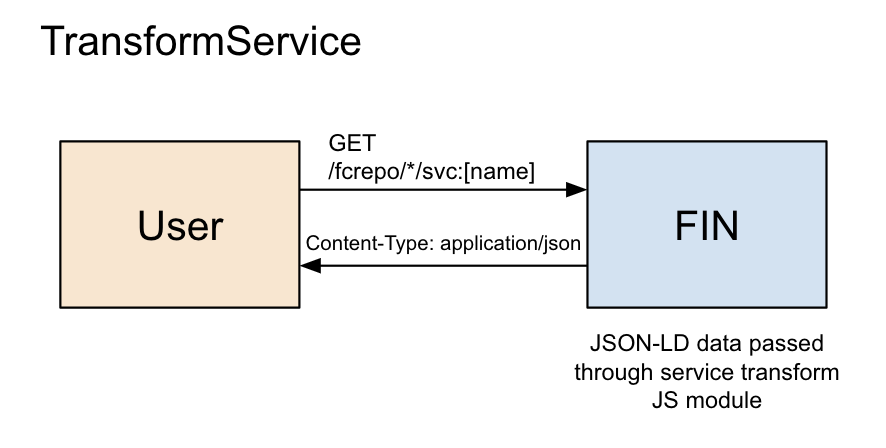 TransformService
GET
/fcrepo/*/svc:[name]
User
FIN
Content-Type: application/json
JSON-LD data passed
through service transform
JS module